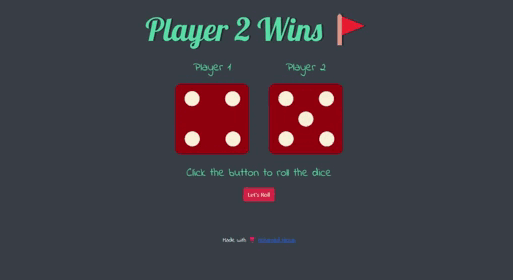 Player 2 Wins
Player 1 Player 2
Click the button to roll the dice
Let's Roll
Made with